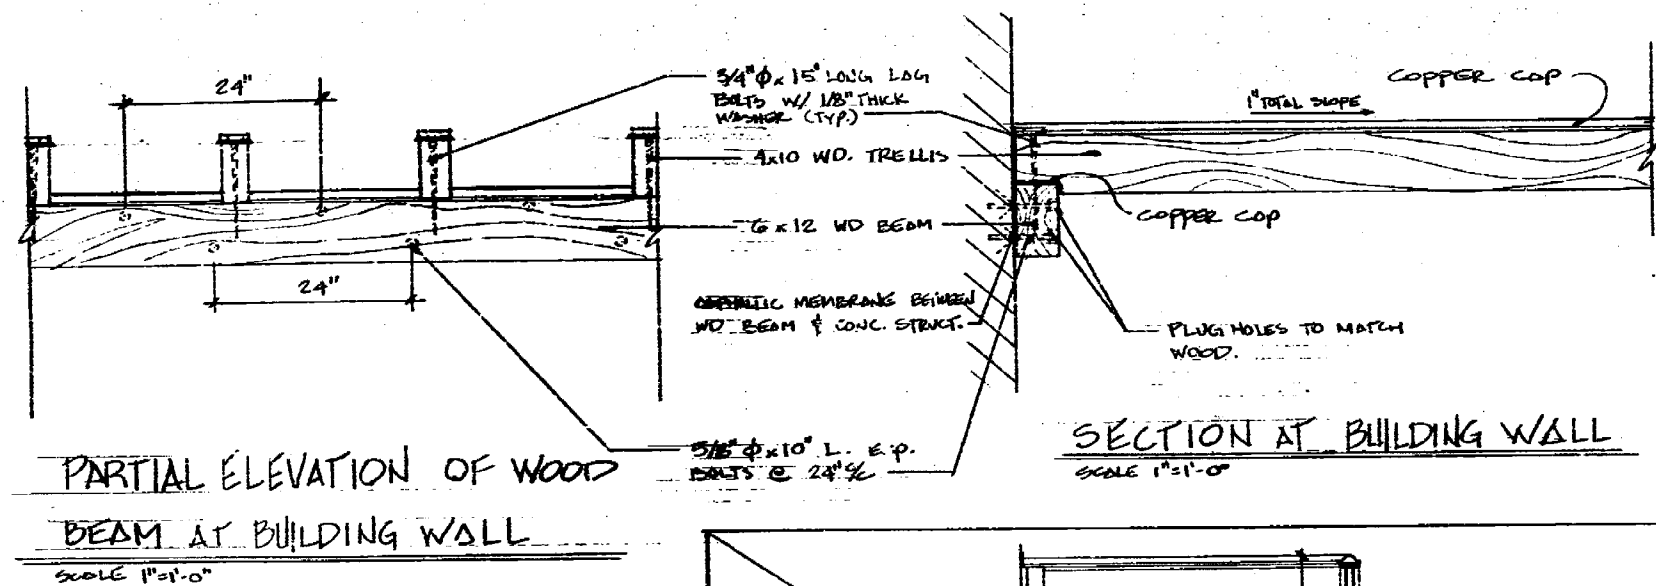 24"
3/4"φ x 15" LONG LAG
BOLTS W/ 1/8" THICK
WASHER (TYP.)
4x10 WD. TRELLIS
6 x 12 WD BEAM
24"
MEMBRANE BETWEEN
WD BEAM & CONC. STRUCT.
5/8" φ x 10" L. E.P.
BOLTS @ 24" %
PARTIAL ELEVATION OF WOOD
BEAM AT BUILDING WALL
SCALE 1"=1'-0"
COPPER CAP
1" TOTAL SLOPE
COPPER CAP
PLUG HOLES TO MATCH
WOOD.
SECTION AT BUILDING WALL
SCALE 1"=1'-0"